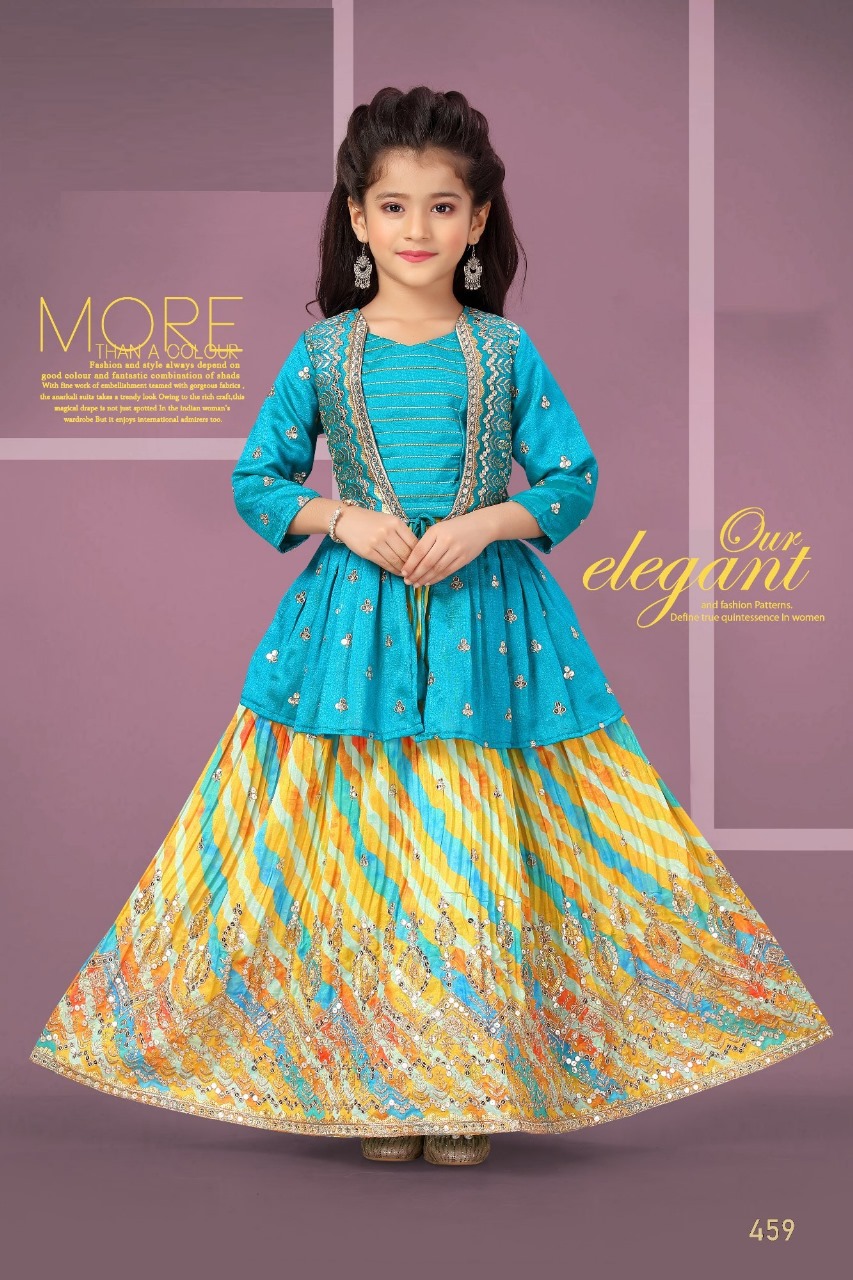 MORE
THAN A COLOUR
Fashion and style always depend on
good colour and fantastic combination of shads
With fine work of embellishment teamed with gorgeous fabrics ,
the anarkali suits takes a trendy look Owing to the rich craft,this
magical drape is not just spotted In the indian woman's
wardrobe But it enjoys international admirers too.
Our
elegant
and fashion Patterns.
Define true quintessence In women
459